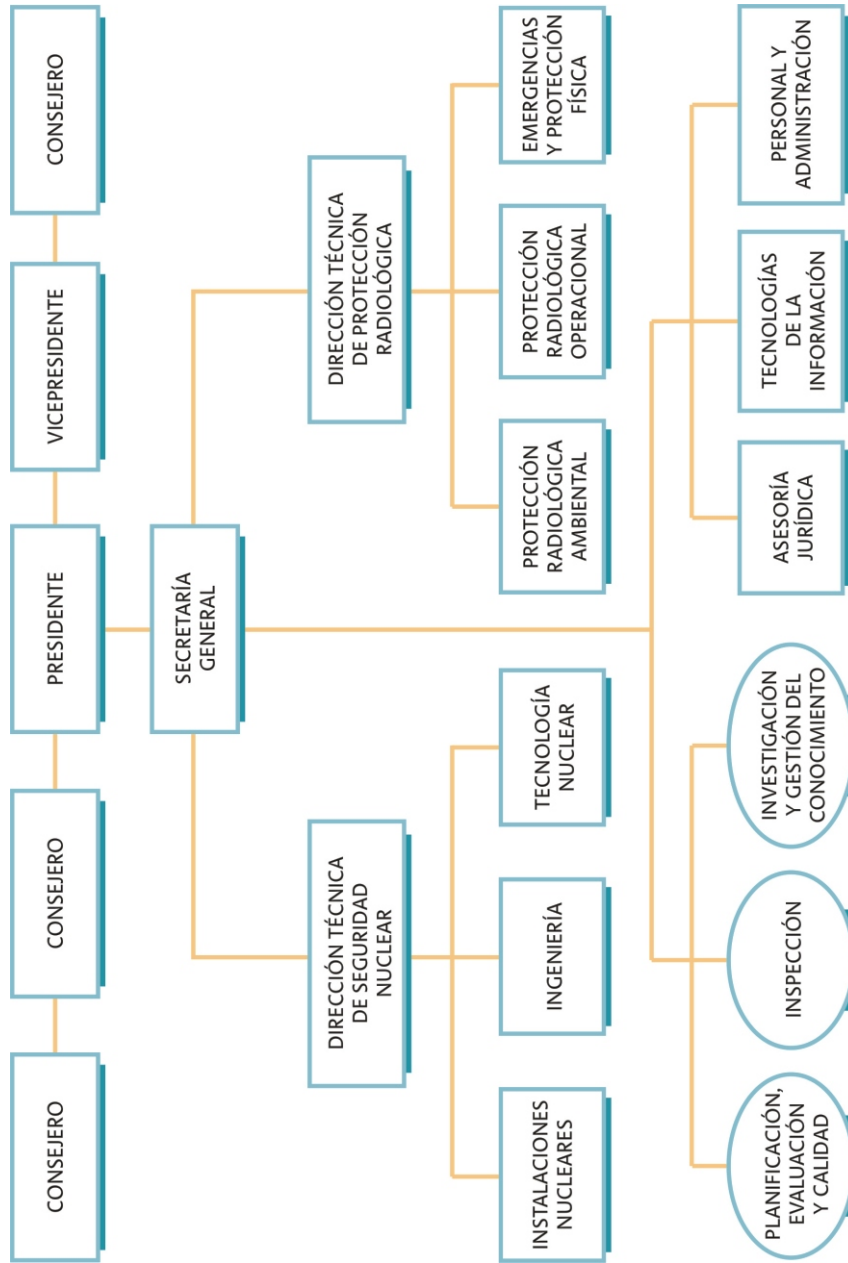 CONSEJERO
CONSEJERO
PRESIDENTE
VICEPRESIDENTE
CONSEJERO
SECRETARÍA
GENERAL
DIRECCIÓN TÉCNICA
DE SEGURIDAD
NUCLEAR
DIRECCIÓN TÉCNICA
DE PROTECCIÓN
RADIOLÓGICA
INSTALACIONES
NUCLEARES
INGENIERÍA
TECNOLOGÍA
NUCLEAR
PROTECCIÓN
RADIOLÓGICA
AMBIENTAL
PROTECCIÓN
RADIOLÓGICA
OPERACIONAL
EMERGENCIAS
Y PROTECCIÓN
FÍSICA
PLANIFICACIÓN,
EVALUACIÓN
Y CALIDAD
INSPECCIÓN
INVESTIGACIÓN
Y GESTIÓN DEL
CONOCIMIENTO
ASESORÍA
JURÍDICA
TECNOLOGÍAS
DE LA
INFORMACIÓN
PERSONAL Y
ADMINISTRACIÓN